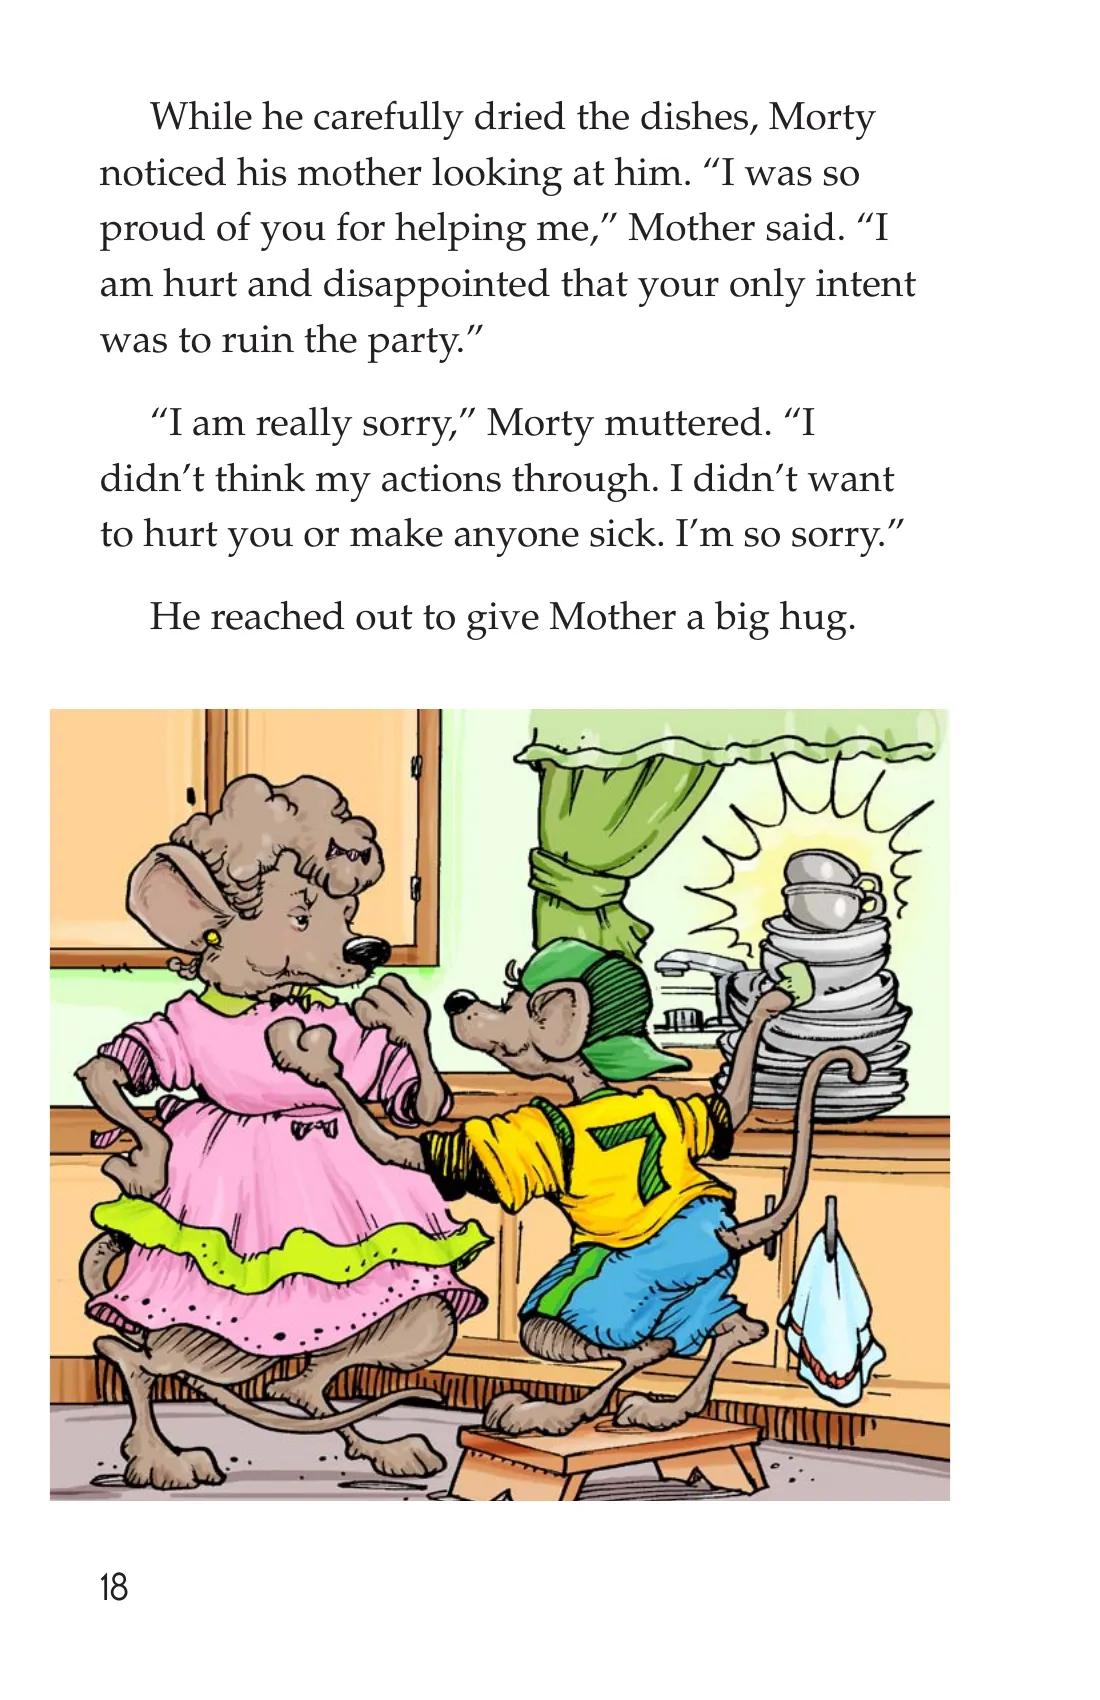 While he carefully dried the dishes, Morty
noticed his mother looking at him. “I was so
proud of you for helping me,” Mother said. “I
am hurt and disappointed that your only intent
was to ruin the party.”
“I am really sorry,” Morty muttered. “I
didn’t think my actions through. I didn’t want
to hurt you or make anyone sick. I’m so sorry.”
He reached out to give Mother a big hug.
7
18